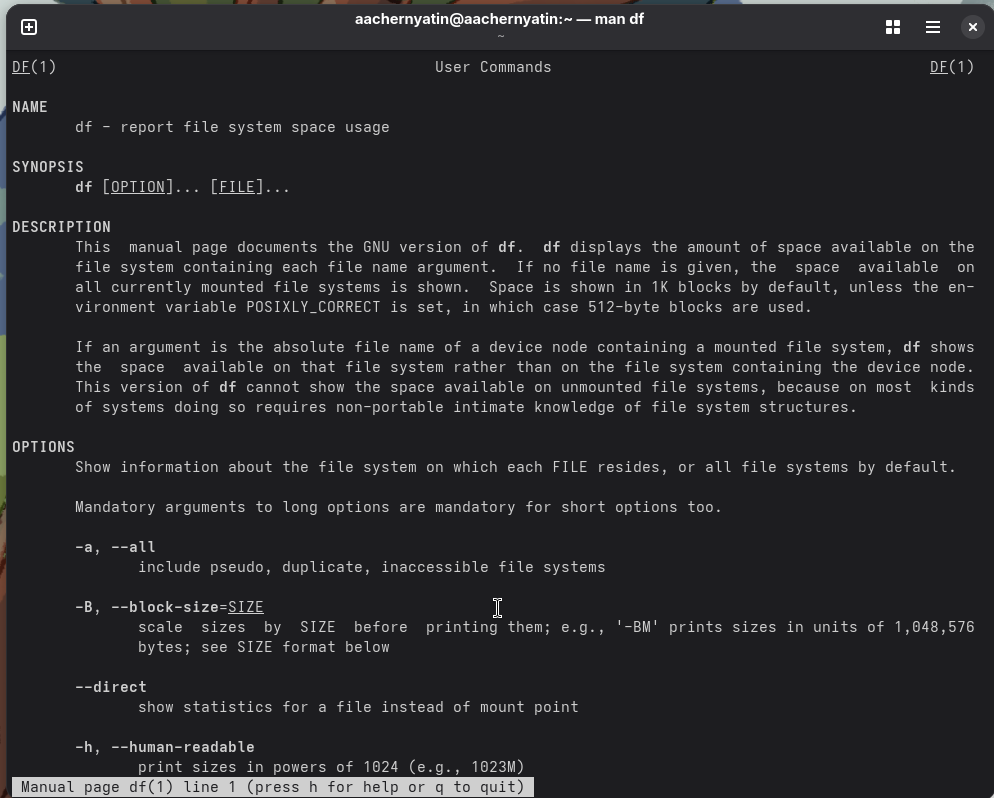 aachernyatin@aachernyatin:~ — man df
~
DF(1) User Commands DF(1)
NAME
df - report file system space usage
SYNOPSIS
df [OPTION]... [FILE]...
DESCRIPTION
This manual page documents the GNU version of df. df displays the amount of space available on the
file system containing each file name argument. If no file name is given, the space available on
all currently mounted file systems is shown. Space is shown in 1K blocks by default, unless the en-
vironment variable POSIXLY_CORRECT is set, in which case 512-byte blocks are used.
If an argument is the absolute file name of a device node containing a mounted file system, df shows
the space available on that file system rather than on the file system containing the device node.
This version of df cannot show the space available on unmounted file systems, because on most kinds
of systems doing so requires non-portable intimate knowledge of file system structures.
OPTIONS
Show information about the file system on which each FILE resides, or all file systems by default.
Mandatory arguments to long options are mandatory for short options too.
-a, --all
include pseudo, duplicate, inaccessible file systems
-B, --block-size=SIZE
scale sizes by SIZE before printing them; e.g., '-BM' prints sizes in units of 1,048,576
bytes; see SIZE format below
--direct
show statistics for a file instead of mount point
-h, --human-readable
print sizes in powers of 1024 (e.g., 1023M)
Manual page df(1) line 1 (press h for help or q to quit)